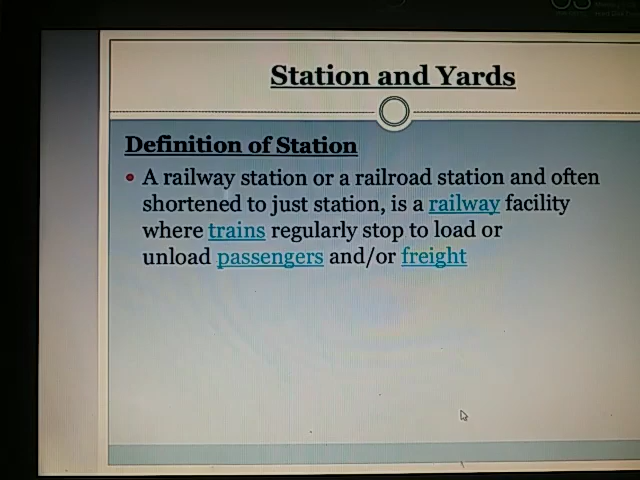 Station and Yards
Definition of Station
• A railway station or a railroad station and often
shortened to just station, is a railway facility
where trains regularly stop to load or
unload passengers and/or freight